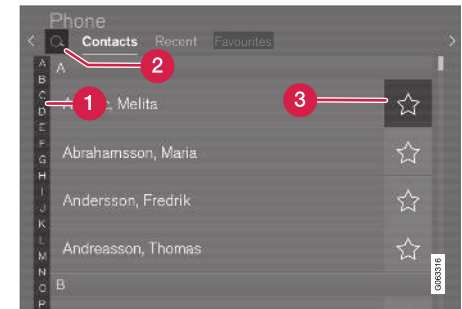 Phone
Contacts Recent Favourites
2
A
B
C
D
E
F
G
H
I
J
K
L
M
N
O
P
A
1
Melita
3
Abrahamsson, Maria
Andersson, Fredrik
Andreasson, Thomas
B
G063316